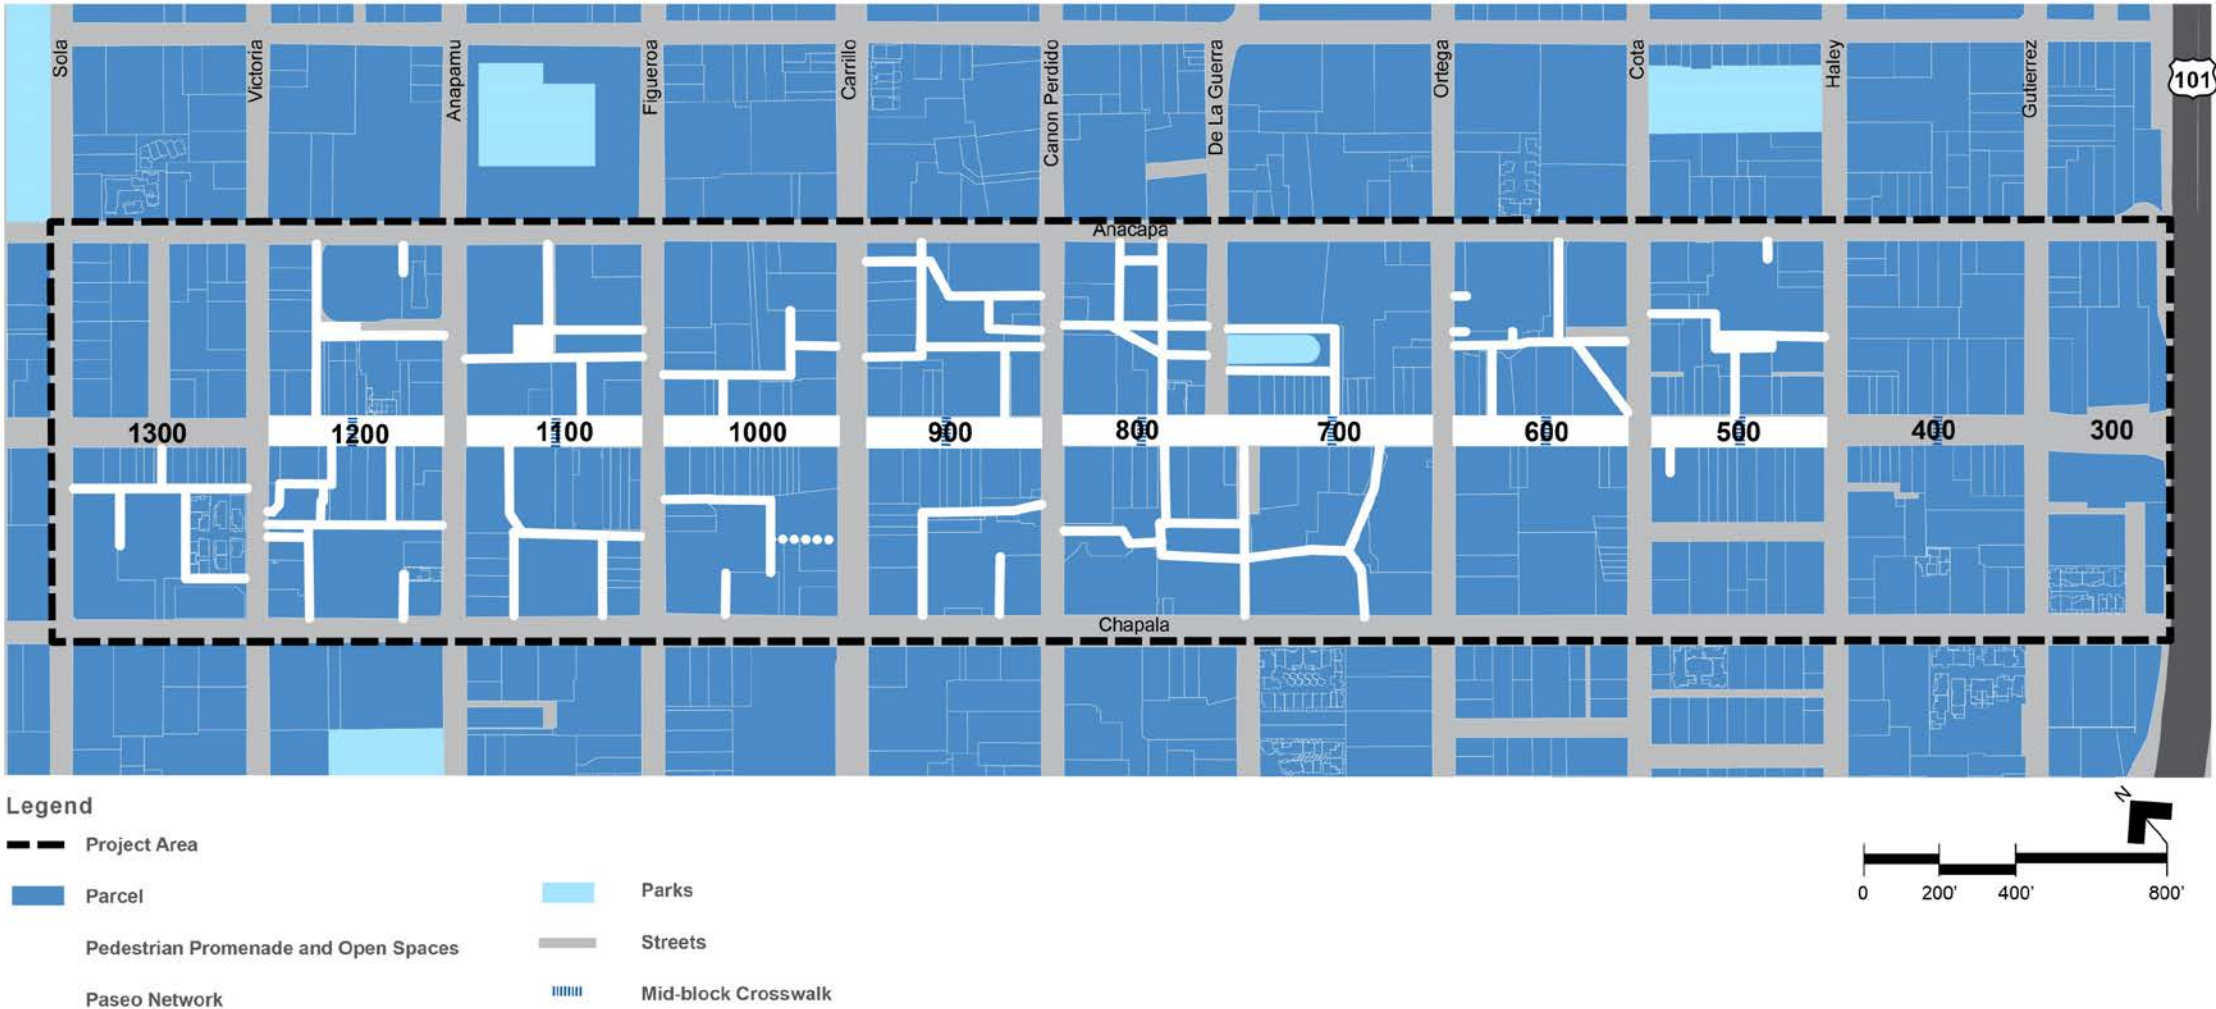 Sola
Victoria
Anapamu
Figueroa
Carrillo
Canon Perdido
De La Guerra
Ortega
Cota
Haley
Gutierrez
101
Anacapa
1300
1200
1100
1000
900
800
700
600
500
400
300
Chapala
Legend
Project Area
Parcel
Pedestrian Promenade and Open Spaces
Paseo Network
Parks
Streets
Mid-block Crosswalk
N
0 200' 400' 800'